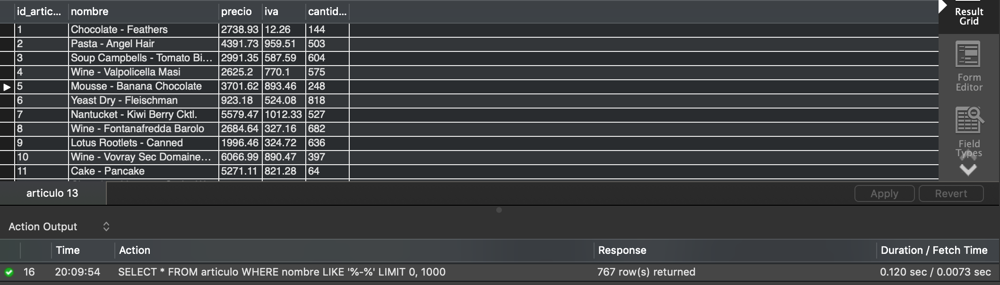 id_artic... nombre precio iva cantid...
1 Chocolate - Feathers 2738.93 12.26 144
2 Pasta - Angel Hair 4391.73 959.51 503
3 Soup Campbells - Tomato Bi... 2991.35 587.59 604
4 Wine - Valpolicella Masi 2625.2 770.1 575
5 Mousse - Banana Chocolate 3701.62 893.46 248
6 Yeast Dry - Fleischman 923.18 524.08 818
7 Nantucket - Kiwi Berry Cktl. 5579.47 1012.33 527
8 Wine - Fontanafredda Barolo 2684.64 327.16 682
9 Lotus Rootlets - Canned 1996.46 324.72 636
10 Wine - Vovray Sec Domaine... 6066.99 890.47 397
11 Cake - Pancake 5271.11 821.28 64
Result
Grid
Form
Editor
Field
Types
articulo 13
Apply Revert
Action Output
Time Action Response Duration / Fetch Time
16 20:09:54 SELECT * FROM articulo WHERE nombre LIKE '%-%' LIMIT 0, 1000 767 row(s) returned 0.120 sec / 0.0073 sec